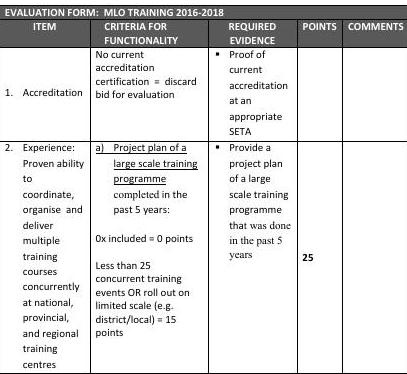 EVALUATION FORM: MLO TRAINING 2016-2018
ITEM
CRITERIA FOR
FUNCTIONALITY
REQUIRED
EVIDENCE
POINTS
COMMENTS
1. Accreditation
No current
accreditation
certification = discard
bid for evaluation
▪ Proof of
current
accreditation
at an
appropriate
SETA
2. Experience:
Proven ability
to
coordinate,
organise and
deliver
multiple
training
courses
concurrently
at national,
provincial,
and regional
training
centres
a) Project plan of a
large scale training
programme
completed in the
past 5 years:
0x included = 0 points
Less than 25
concurrent training
events OR roll out on
limited scale (e.g.
district/local) = 15
points
▪ Provide a
project plan
of a large
scale training
programme
that was done
in the past 5
years
25